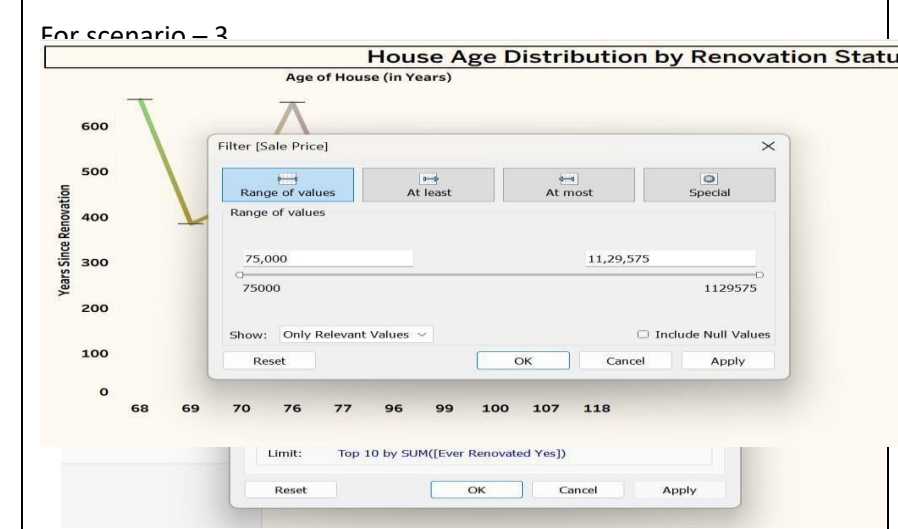 For scenario – 3
House Age Distribution by Renovation Statu
Age of House (in Years)
Years Since Renovation
600
500
400
300
200
100
0
68 69 70 76 77 96 99 100 107 118
Filter [Sale Price]
Range of values At least At most Special
Range of values
75,000 11,29,575
75000 1129575
Show: Only Relevant Values Include Null Values
Reset OK Cancel Apply
Limit: Top 10 by SUM([Ever Renovated Yes])
Reset OK Cancel Apply